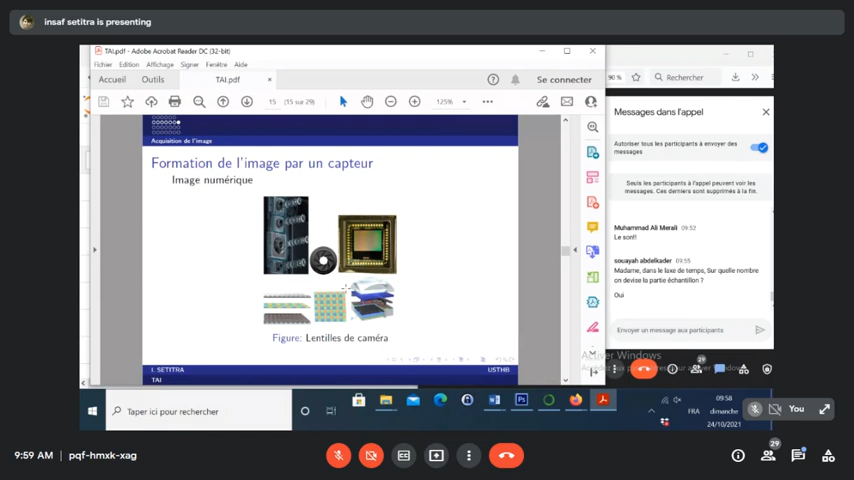 insaf setitra is presenting
TAI.pdf - Adobe Acrobat Reader DC (32-bit)
Fichier Edition Affichage Signer Fenêtre Aide
Accueil Outils TAI.pdf × Se connecter
15 (15 sur 29) 125%
90 % Rechercher
Acquisition de l'image
Formation de l'image par un capteur
Image numérique
Figure: Lentilles de caméra
I. SETITRA USTHB
TAI
Messages dans l'appel
Autoriser tous les participants à envoyer des
messages
Seuls les participants à l'appel peuvent voir les
messages. Ces derniers sont supprimés à la fin.
Muhammad Ali Merali 09:52
Le sont!
souayah abdelkader 09:55
Madame, dans le laxe de temps, Sur quelle nombre
on devise la partie échantillon ?
Oui
Envoyer un message aux participants
Activer Windows
29
Taper ici pour rechercher
FRA
09:58
dimanche
24/10/2021
You
9:59 AM pqf-hmxk-xag
29